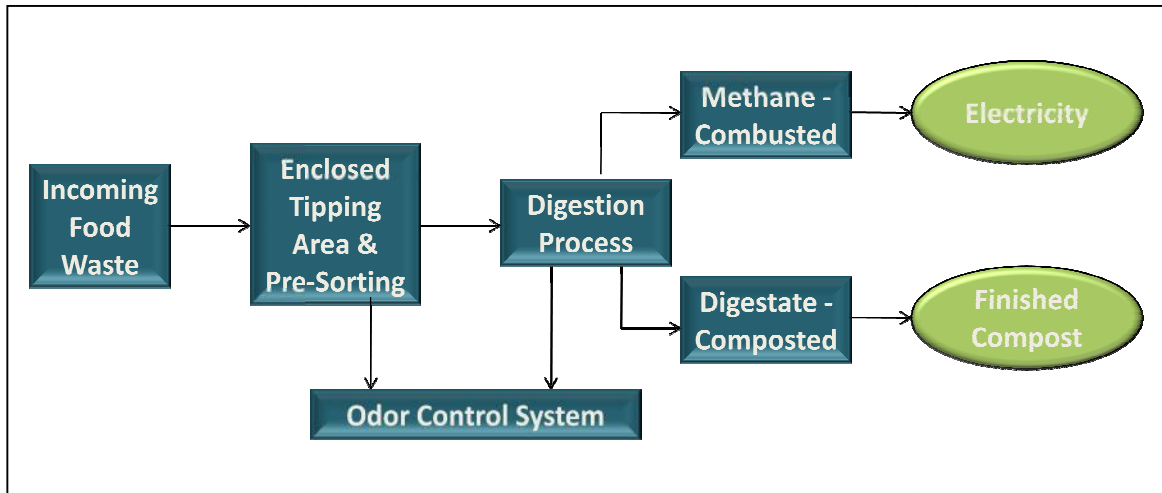 Incoming
Food
Waste
Enclosed
Tipping
Area &
Pre-Sorting
Digestion
Process
Methane -
Combusted
Electricity
Digestate -
Composted
Finished
Compost
Odor Control System